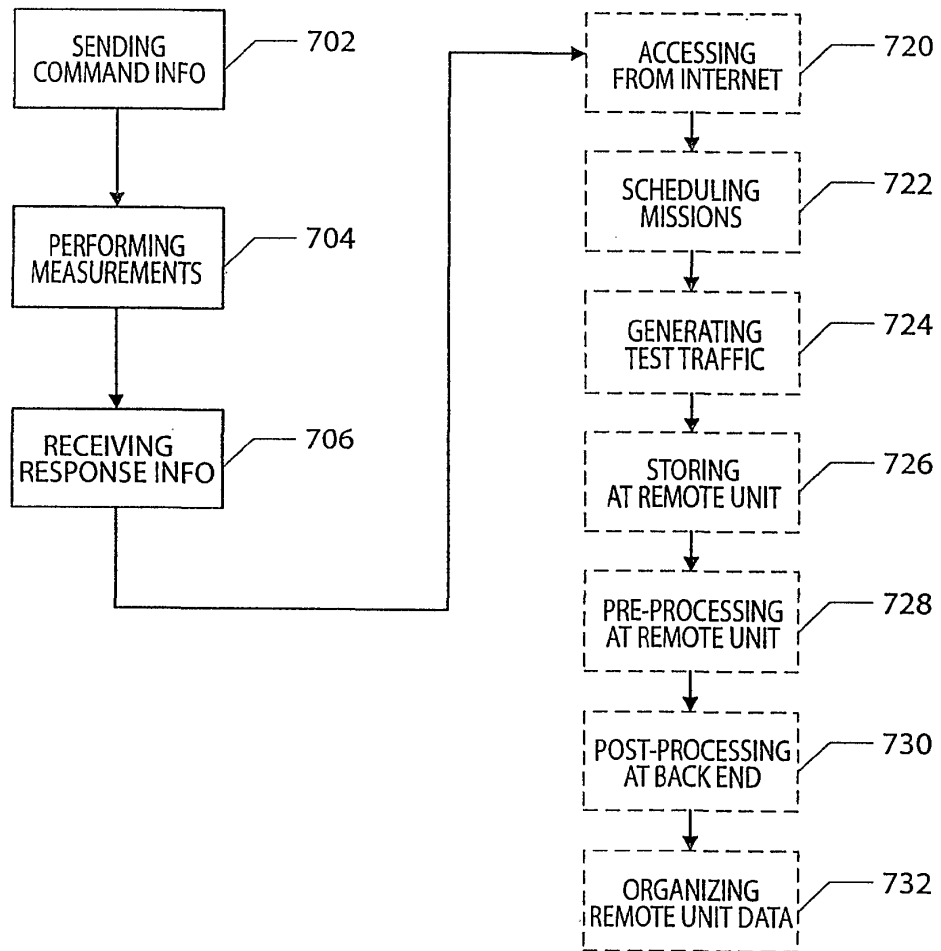 SENDING
COMMAND INFO
702
PERFORMING
MEASUREMENTS
704
RECEIVING
RESPONSE INFO
706
ACCESSING
FROM INTERNET
720
SCHEDULING
MISSIONS
722
GENERATING
TEST TRAFFIC
724
STORING
AT REMOTE UNIT
726
PRE-PROCESSING
AT REMOTE UNIT
728
POST-PROCESSING
AT BACK END
730
ORGANIZING
REMOTE UNIT DATA
732